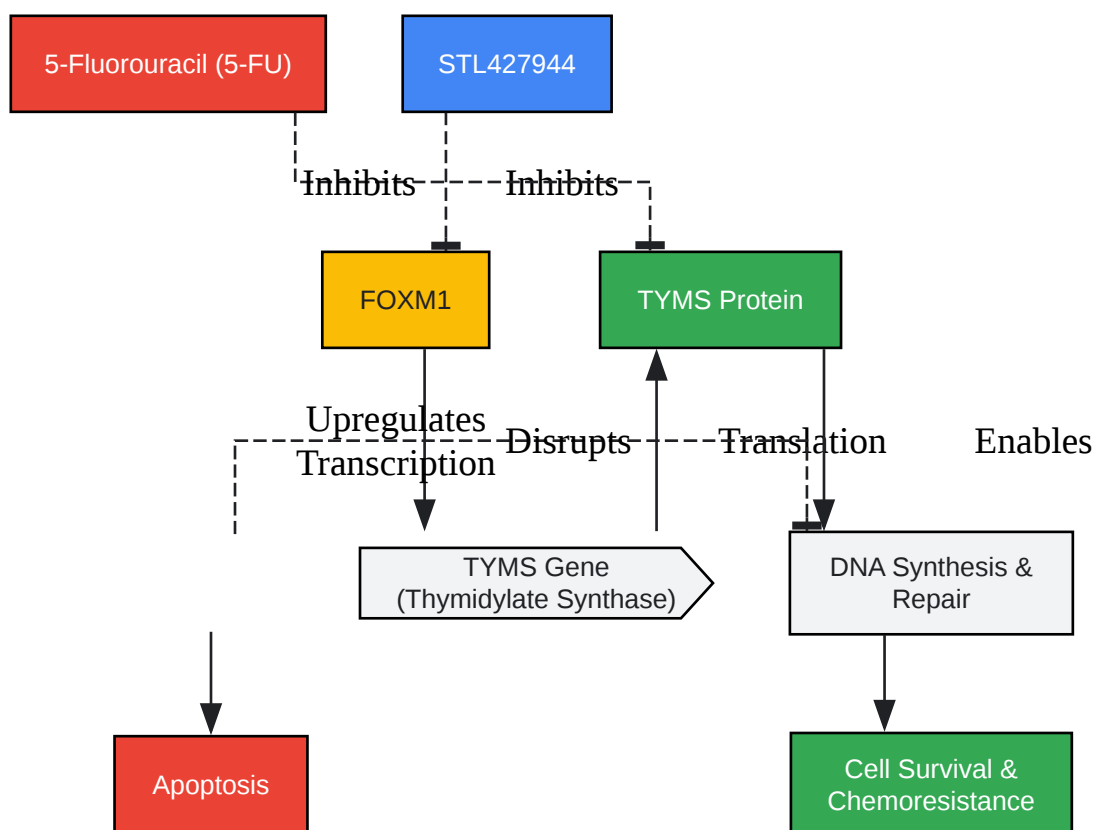 5-Fluorouracil (5-FU)
STL427944
Inhibits
Inhibits
FOXM1
TYMS Protein
Upregulates
Transcription
Disrupts
Translation
Enables
TYMS Gene
(Thymidylate Synthase)
DNA Synthesis &
Repair
Apoptosis
Cell Survival &
Chemoresistance